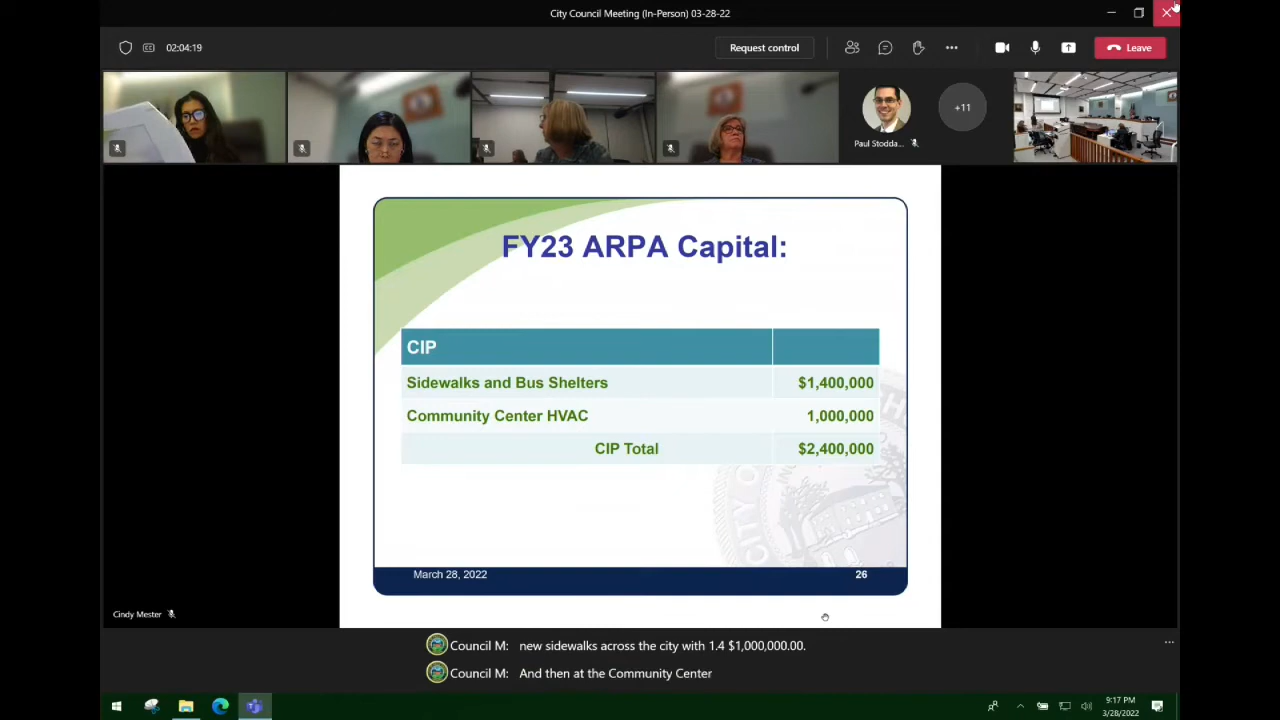 City Council Meeting (In-Person) 03-28-22
02:04:19
Request control
Leave
Paul Stodda...
+11
FY23 ARPA Capital:
CIP
Sidewalks and Bus Shelters $1,400,000
Community Center HVAC 1,000,000
CIP Total $2,400,000
CITY OF
March 28, 2022 26
Cindy Mester
Council M: new sidewalks across the city with 1.4 $1,000,000.00.
Council M: And then at the Community Center
9:17 PM
3/28/2022